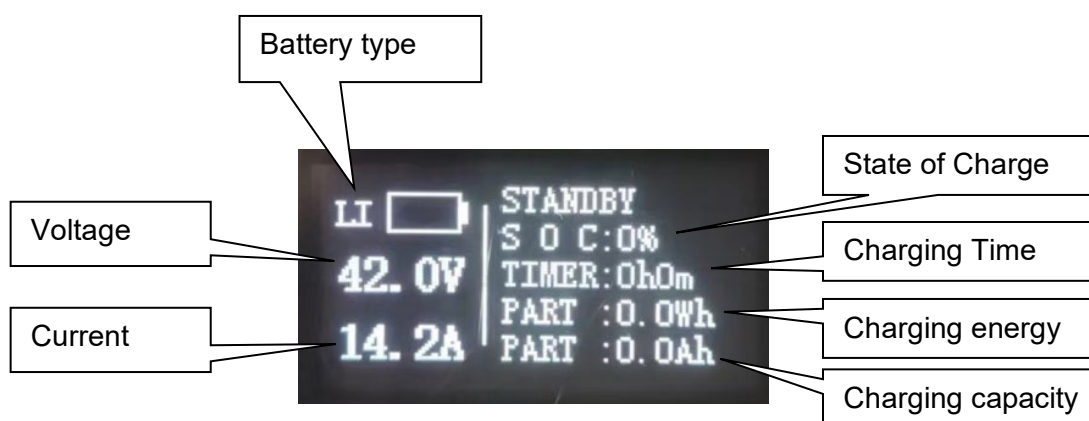 Battery type
State of Charge
Voltage
Charging Time
Current
Charging energy
Charging capacity
LI
42.0V
14.2A
STANDBY
S O C:0%
TIMER:0h0m
PART :0.0Wh
PART :0.0Ah